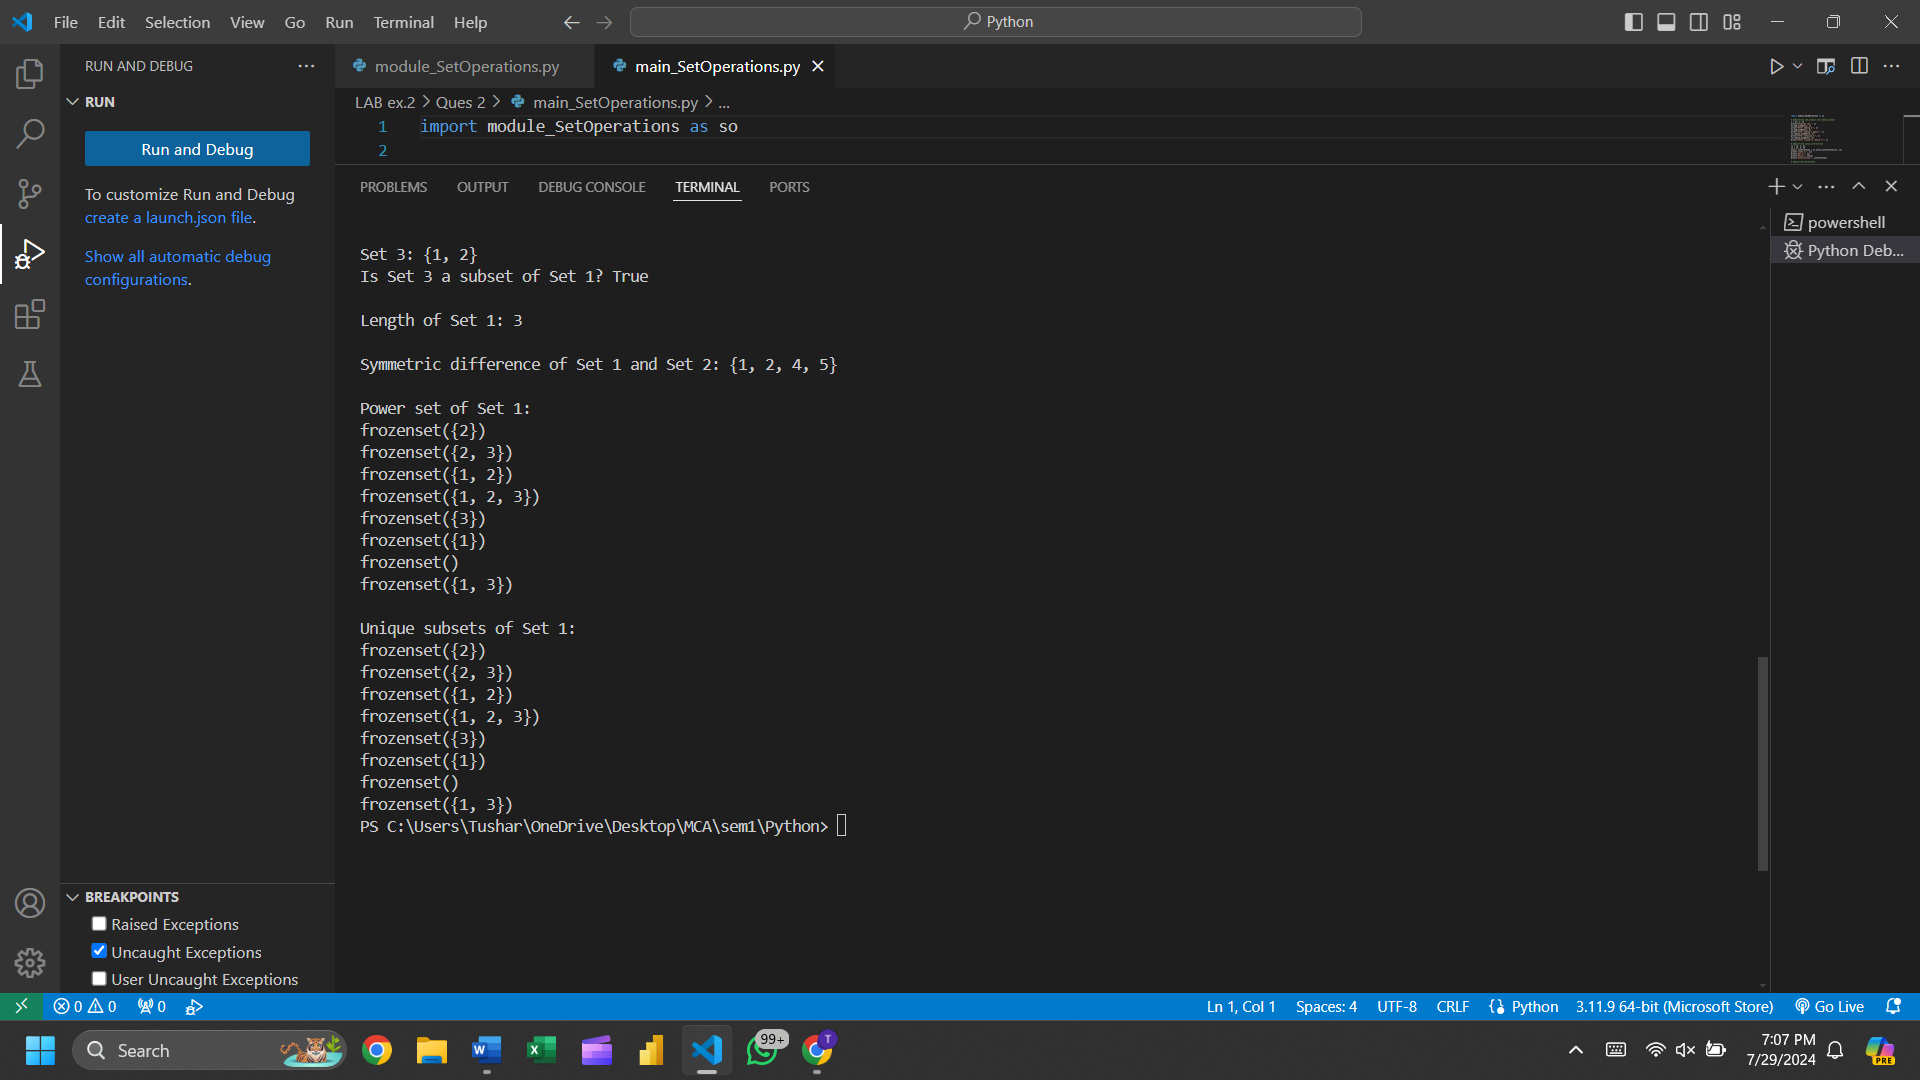 File Edit Selection View Go Run Terminal Help
Python
RUN AND DEBUG
RUN
Run and Debug
To customize Run and Debug
create a launch.json file.
Show all automatic debug
configurations.
module_SetOperations.py
main_SetOperations.py
LAB ex.2 > Ques 2 > main_SetOperations.py > ...
1 import module_SetOperations as so
2
PROBLEMS OUTPUT DEBUG CONSOLE TERMINAL PORTS
powershell
Python Deb...
Set 3: {1, 2}
Is Set 3 a subset of Set 1? True
Length of Set 1: 3
Symmetric difference of Set 1 and Set 2: {1, 2, 4, 5}
Power set of Set 1:
frozenset({2})
frozenset({2, 3})
frozenset({1, 2})
frozenset({1, 2, 3})
frozenset({3})
frozenset({1})
frozenset()
frozenset({1, 3})
Unique subsets of Set 1:
frozenset({2})
frozenset({2, 3})
frozenset({1, 2})
frozenset({1, 2, 3})
frozenset({3})
frozenset({1})
frozenset()
frozenset({1, 3})
PS C:\Users\Tushar\OneDrive\Desktop\MCA\sem1\Python>
BREAKPOINTS
Raised Exceptions
Uncaught Exceptions
User Uncaught Exceptions
0 0 0
Ln 1, Col 1 Spaces: 4 UTF-8 CRLF Python 3.11.9 64-bit (Microsoft Store) Go Live
Search
99+
T
7:07 PM
7/29/2024
PRE